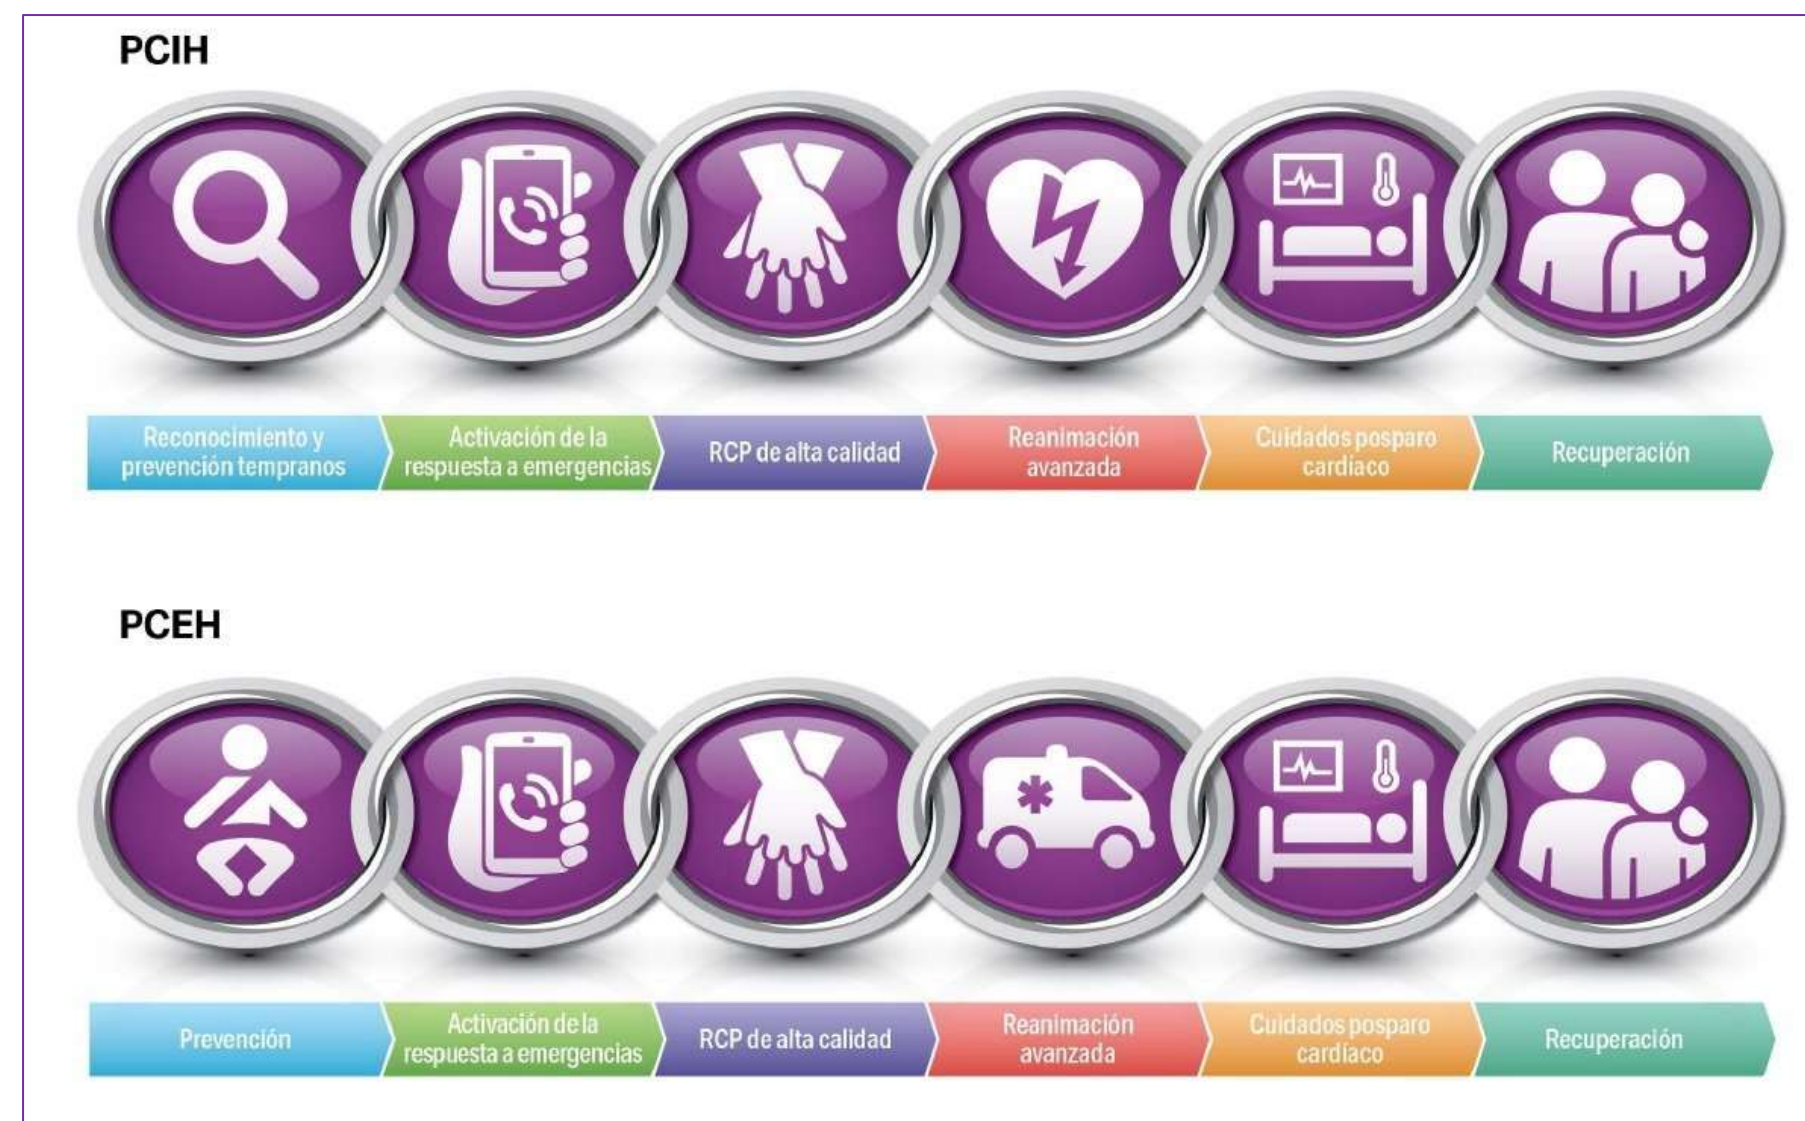 PCIH
Reconocimiento y
prevención tempranos
Activación de la
respuesta a emergencias
RCP de alta calidad
Reanimación
avanzada
Cuidados posparo
cardíaco
Recuperación
PCEH
Prevención
Activación de la
respuesta a emergencias
RCP de alta calidad
Reanimación
avanzada
Cuidados posparo
cardíaco
Recuperación